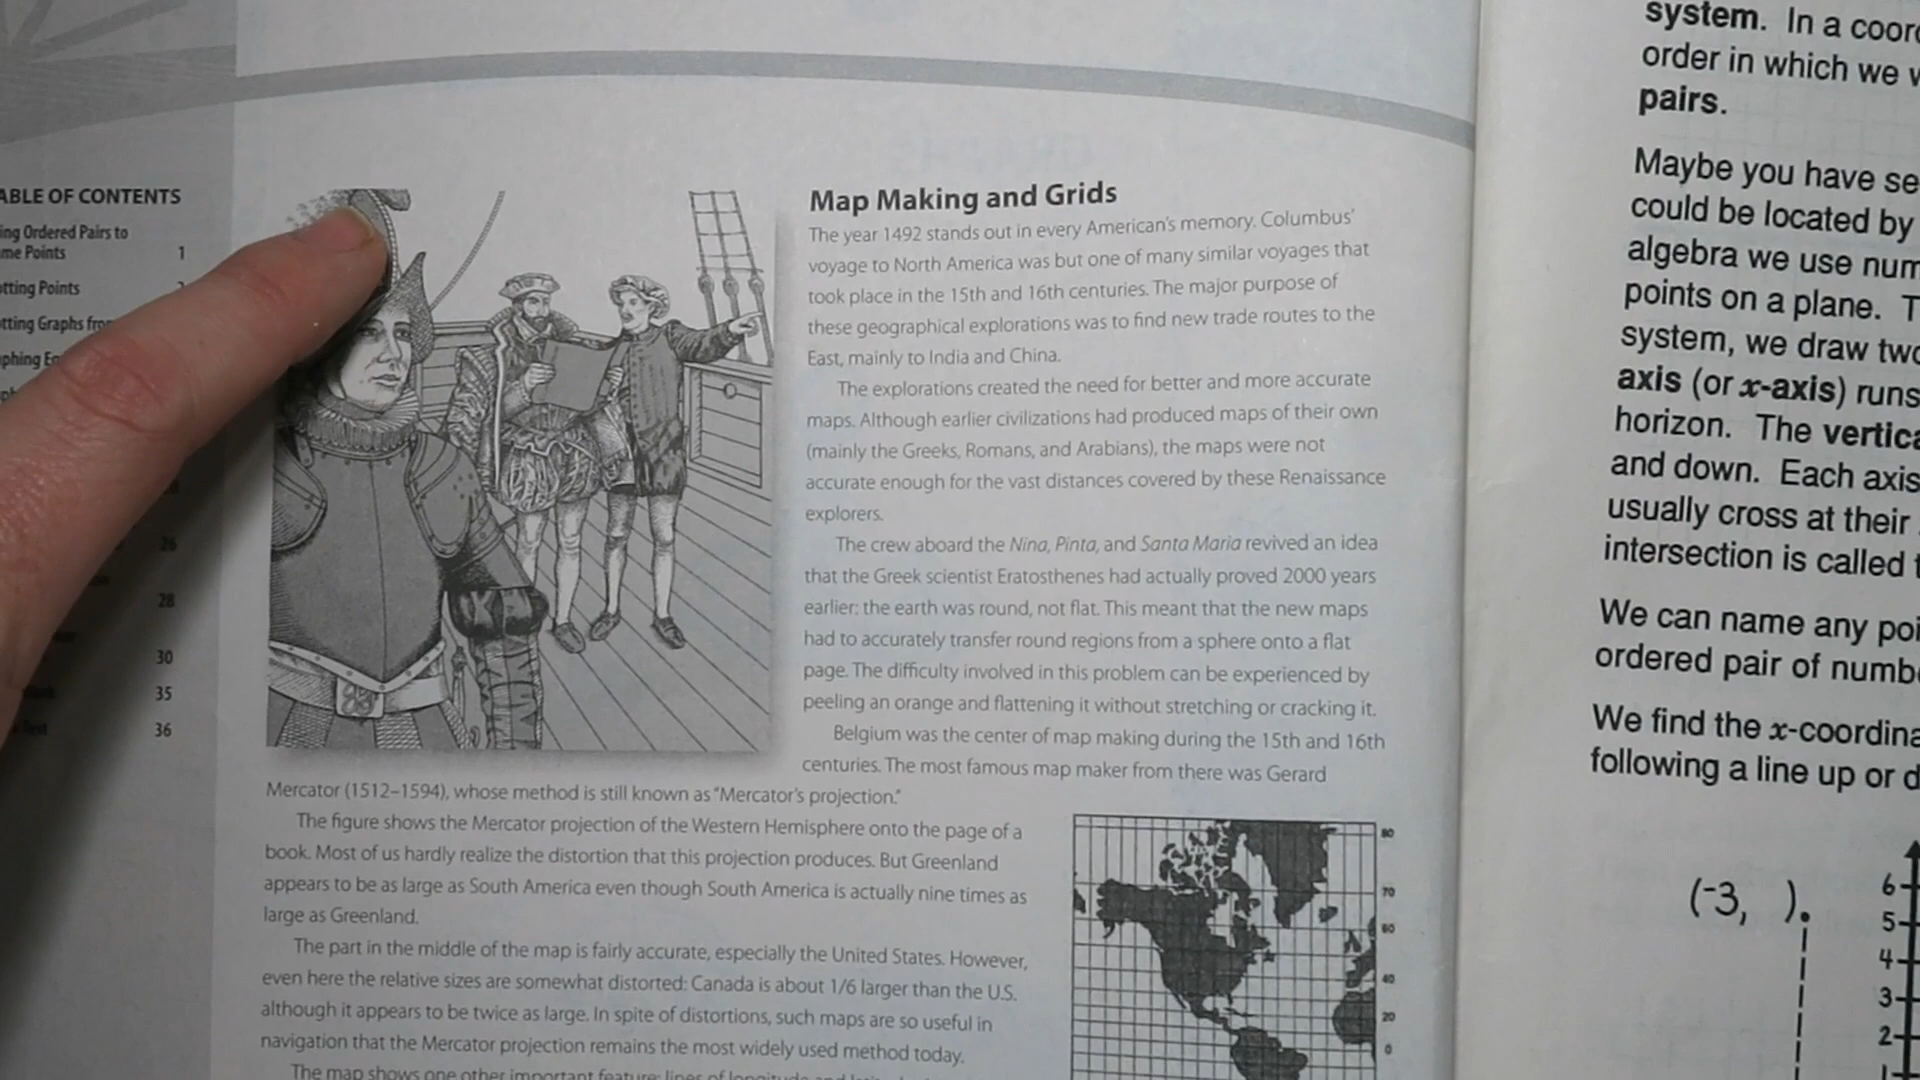 TABLE OF CONTENTS
Ordered Pairs to
Points 1
Points
Graphs
26
28
30
35
36
Map Making and Grids
The year 1492 stands out in every American's memory. Columbus'
voyage to North America was but one of many similar voyages that
took place in the 15th and 16th centuries. The major purpose of
these geographical explorations was to find new trade routes to the
East, mainly to India and China.
The explorations created the need for better and more accurate
maps. Although earlier civilizations had produced maps of their own
(mainly the Greeks, Romans, and Arabians), the maps were not
accurate enough for the vast distances covered by these Renaissance
explorers.
The crew aboard the Nina, Pinta, and Santa Maria revived an idea
that the Greek scientist Eratosthenes had actually proved 2000 years
earlier: the earth was round, not flat. This meant that the new maps
had to accurately transfer round regions from a sphere onto a flat
page. The difficulty involved in this problem can be experienced by
peeling an orange and flattening it without stretching or cracking it.
Belgium was the center of map making during the 15th and 16th
centuries. The most famous map maker from there was Gerard
Mercator (1512–1594), whose method is still known as "Mercator's projection."
The figure shows the Mercator projection of the Western Hemisphere onto the page of a
book. Most of us hardly realize the distortion that this projection produces. But Greenland
appears to be as large as South America even though South America is actually nine times as
large as Greenland.
The part in the middle of the map is fairly accurate, especially the United States. However,
even here the relative sizes are somewhat distorted: Canada is about 1/6 larger than the U.S.
although it appears to be twice as large. In spite of distortions, such maps are so useful in
navigation that the Mercator projection remains the most widely used method today.
The map shows one other important feature: lines of longitude and
80
70
60
40
20
0
system. In a
order in which we
pairs.
Maybe you have
could be located by
algebra we use
points on a plane.
system, we draw
axis (or x-axis) runs
horizon. The
and down. Each axis
usually cross at their
intersection is called
We can name any
ordered pair of
We find the
following a line up or
(-3, ).
6
5
4
3
2
1